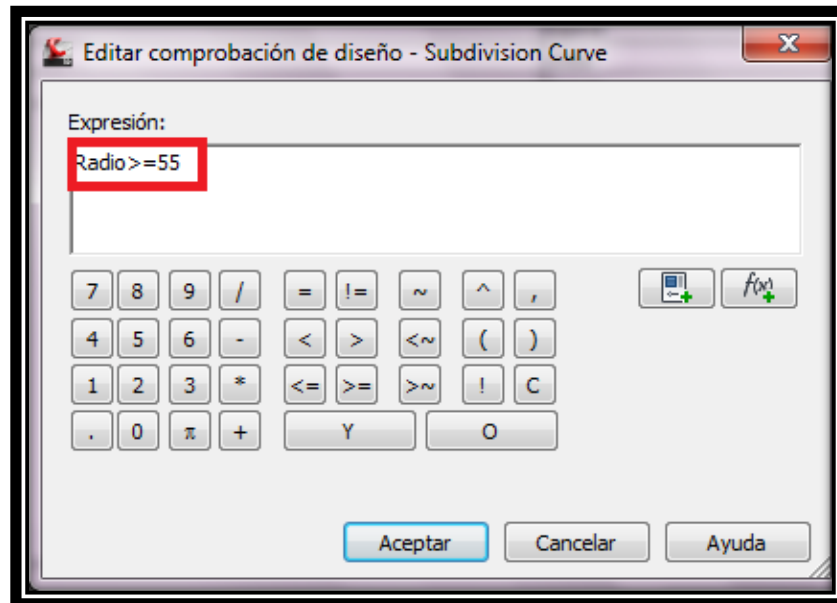 Editar comprobación de diseño - Subdivision Curve
Expresión:
Radio>=55
7 8 9 / = != ~ ^ , f(x)
4 5 6 - < > <~ ( )
1 2 3 * <= >= >~ ! C
. 0 π + Y O
Aceptar Cancelar Ayuda